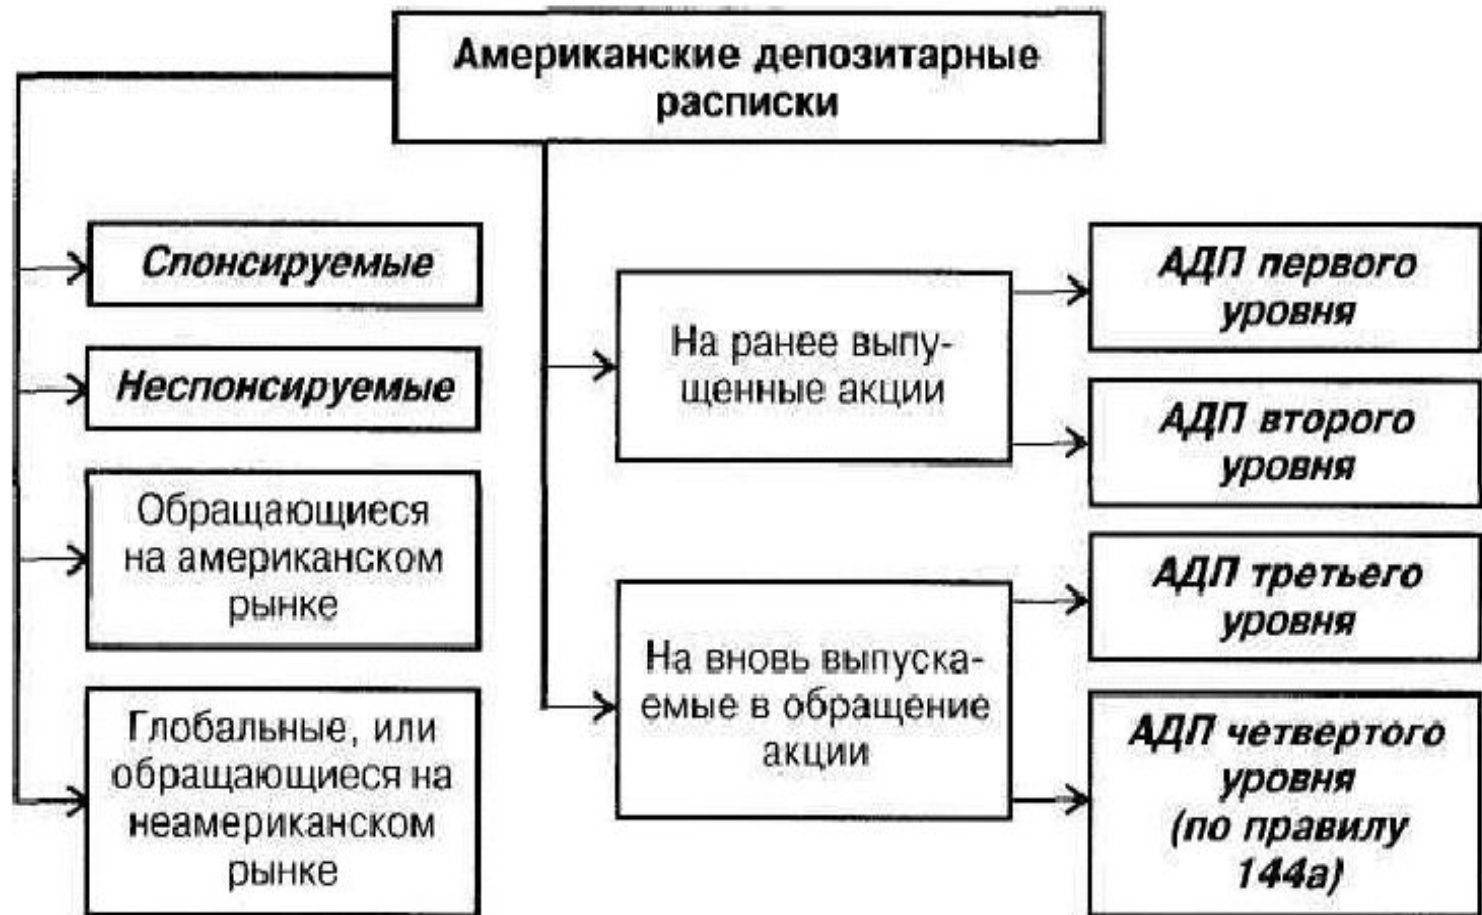 Американские депозитарные
расписки
Спонсируемые
Неспонсируемые
Обращающиеся
на американском
рынке
Глобальные, или
обращающиеся на
неамериканском
рынке
На ранее выпу-
щенные акции
На вновь выпуска-
емые в обращение
акции
АДП первого
уровня
АДП второго
уровня
АДП третьего
уровня
АДП четвертого
уровня
(по правилу
144а)